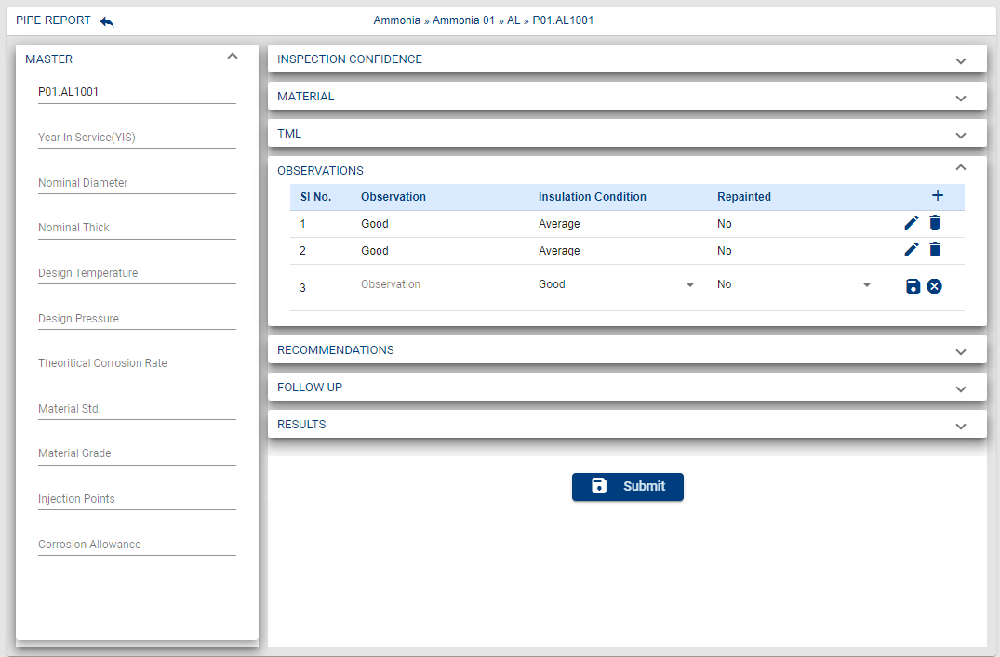 PIPE REPORT
Ammonia » Ammonia 01 » AL » P01.AL1001
MASTER
P01.AL1001
Year In Service(YIS)
Nominal Diameter
Nominal Thick
Design Temperature
Design Pressure
Theoritical Corrosion Rate
Material Std.
Material Grade
Injection Points
Corrosion Allowance
INSPECTION CONFIDENCE
MATERIAL
TML
OBSERVATIONS
Sl No. Observation Insulation Condition Repainted
1 Good Average No
2 Good Average No
3 Observation Good No
RECOMMENDATIONS
FOLLOW UP
RESULTS
Submit